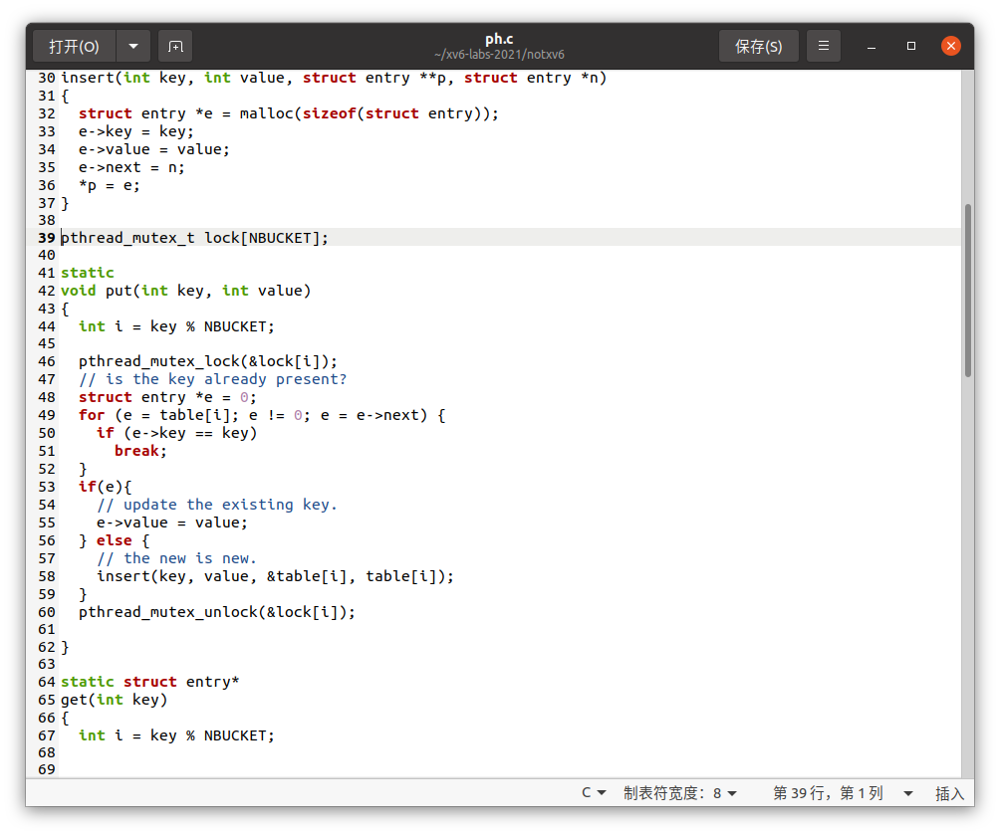 打开(O)
ph.c
~/xv6-labs-2021/notxv6
保存(S)
30 insert(int key, int value, struct entry **p, struct entry *n)
31 {
32   struct entry *e = malloc(sizeof(struct entry));
33   e->key = key;
34   e->value = value;
35   e->next = n;
36   *p = e;
37 }
38
39 pthread_mutex_t lock[NBUCKET];
40
41 static
42 void put(int key, int value)
43 {
44   int i = key % NBUCKET;
45
46   pthread_mutex_lock(&lock[i]);
47   // is the key already present?
48   struct entry *e = 0;
49   for (e = table[i]; e != 0; e = e->next) {
50     if (e->key == key)
51       break;
52   }
53   if(e){
54     // update the existing key.
55     e->value = value;
56   } else {
57     // the new is new.
58     insert(key, value, &table[i], table[i]);
59   }
60   pthread_mutex_unlock(&lock[i]);
61
62 }
63
64 static struct entry*
65 get(int key)
66 {
67   int i = key % NBUCKET;
68
69
C 制表符宽度：8 第 39 行，第 1 列 插入